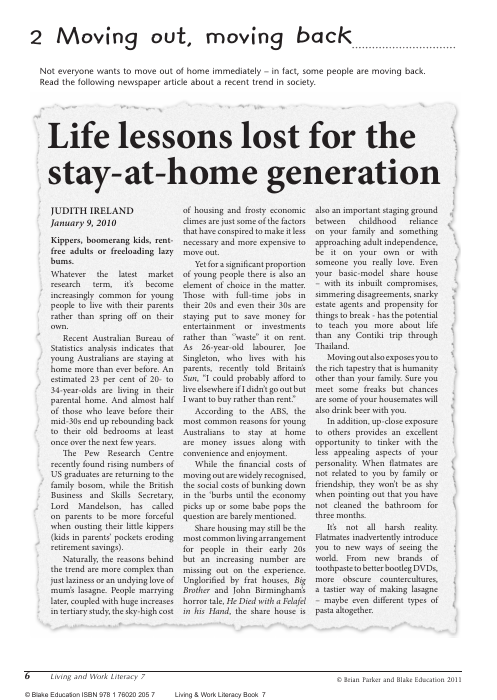 2 Moving out, moving back
Not everyone wants to move out of home immediately – in fact, some people are moving back.
Read the following newspaper article about a recent trend in society.
Life lessons lost for the
stay-at-home generation
JUDITH IRELAND
January 9, 2010
Kippers, boomerang kids, rent-
free adults or freeloading lazy
bums.
Whatever the latest market
research term, it's become
increasingly common for young
people to live with their parents
rather than spring off on their
own.
Recent Australian Bureau of
Statistics analysis indicates that
young Australians are staying at
home more than ever before. An
estimated 23 per cent of 20- to
34-year-olds are living in their
parental home. And almost half
of those who leave before their
mid-30s end up rebounding back
to their old bedrooms at least
once over the next few years.
The Pew Research Centre
recently found rising numbers of
US graduates are returning to the
family bosom, while the British
Business and Skills Secretary,
Lord Mandelson, has called
on parents to be more forceful
when ousting their little kippers
(kids in parents' pockets eroding
retirement savings).
Naturally, the reasons behind
the trend are more complex than
just laziness or an undying love of
mum's lasagne. People marrying
later, coupled with huge increases
in tertiary study, the sky-high cost
of housing and frosty economic
climes are just some of the factors
that have conspired to make it less
necessary and more expensive to
move out.
Yet for a significant proportion
of young people there is also an
element of choice in the matter.
Those with full-time jobs in
their 20s and even their 30s are
staying put to save money for
entertainment or investments
rather than "waste" it on rent.
As 26-year-old labourer, Joe
Singleton, who lives with his
parents, recently told Britain's
Sun, "I could probably afford to
live elsewhere if I didn't go out but
I want to buy rather than rent."
According to the ABS, the
most common reasons for young
Australians to stay at home
are money issues along with
convenience and enjoyment.
While the financial costs of
moving out are widely recognised,
the social costs of bunking down
in the 'burbs until the economy
picks up or some babe pops the
question are barely mentioned.
Share housing may still be the
most common living arrangement
for people in their early 20s
but an increasing number are
missing out on the experience.
Unglorified by frat houses, Big
Brother and John Birmingham's
horror tale, He Died with a Felafel
in his Hand, the share house is
also an important staging ground
between childhood reliance
on your family and something
approaching adult independence,
be it on your own or with
someone you really love. Even
your basic-model share house
– with its inbuilt compromises,
simmering disagreements, snarky
estate agents and propensity for
things to break - has the potential
to teach you more about life
than any Contiki trip through
Thailand.
Moving out also exposes you to
the rich tapestry that is humanity
other than your family. Sure you
meet some freaks but chances
are some of your housemates will
also drink beer with you.
In addition, up-close exposure
to others provides an excellent
opportunity to tinker with the
less appealing aspects of your
personality. When flatmates are
not related to you by family or
friendship, they won't be as shy
when pointing out that you have
not cleaned the bathroom for
three months.
It's not all harsh reality.
Flatmates inadvertently introduce
you to new ways of seeing the
world. From new brands of
toothpaste to better bootleg DVDs,
more obscure countercultures,
a tastier way of making lasagne
– maybe even different types of
pasta altogether.
6 Living and Work Literacy 7
© Brian Parker and Blake Education 2011
© Blake Education ISBN 978 1 76020 205 7 Living & Work Literacy Book 7